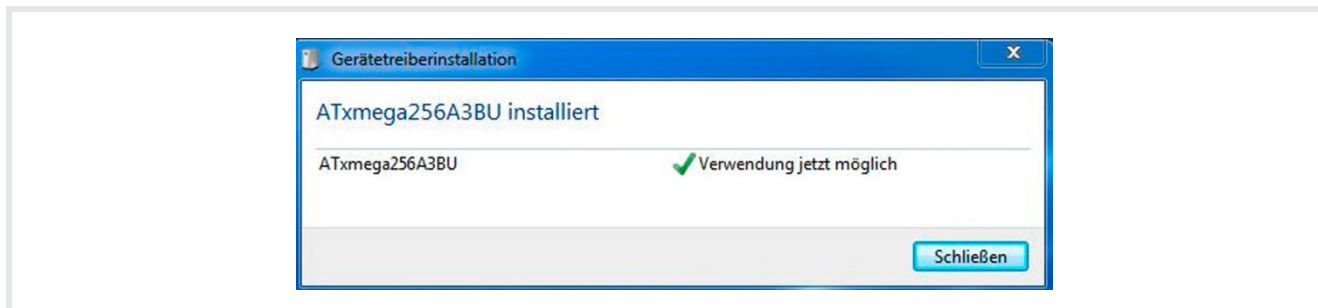 Gerätetreiberinstallation
ATxmega256A3BU installiert
ATxmega256A3BU Verwendung jetzt möglich
Schließen